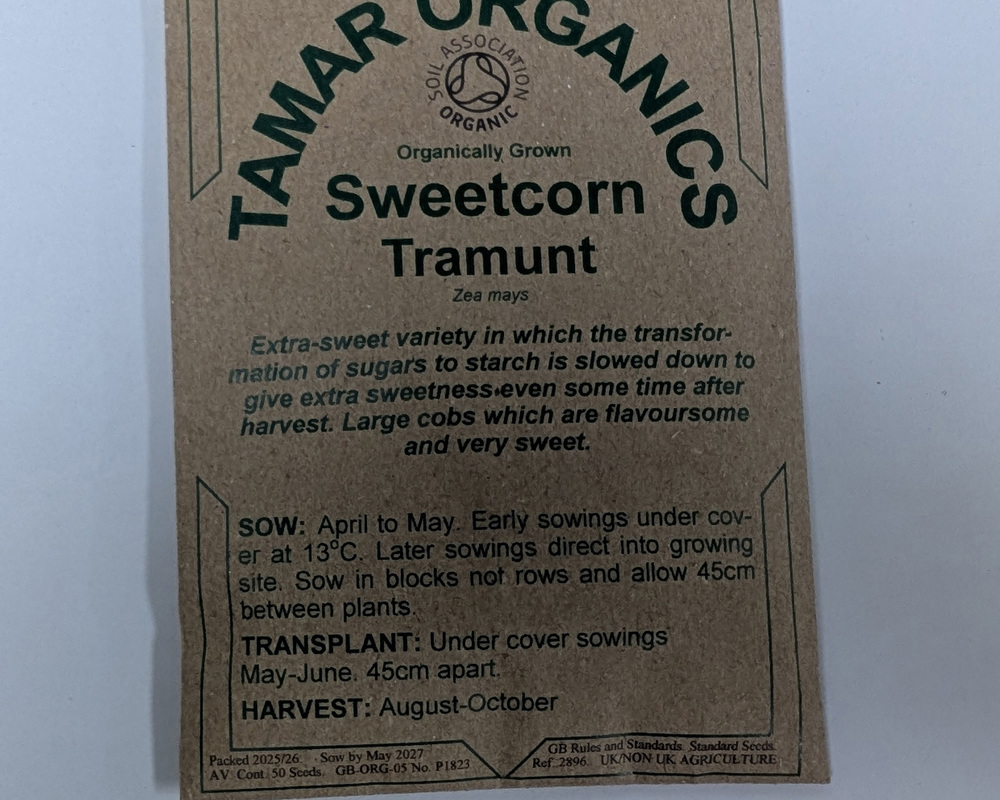 TAMAR ORGANICS
SOIL ASSOCIATION
ORGANIC
Organically Grown
Sweetcorn
Tramunt
Zea mays
Extra-sweet variety in which the transfor-
mation of sugars to starch is slowed down to
give extra sweetness even some time after
harvest. Large cobs which are flavoursome
and very sweet.
SOW: April to May. Early sowings under cov-
er at 13°C. Later sowings direct into growing
site. Sow in blocks not rows and allow 45cm
between plants.
TRANSPLANT: Under cover sowings
May-June. 45cm apart.
HARVEST: August-October
Packed 2025/26 Sow by May 2027
AV Cont. 50 Seeds. GB-ORG-05 No. P1823
GB Rules and Standards. Standard Seeds.
Ref. 2896. UK/NON UK AGRICULTURE